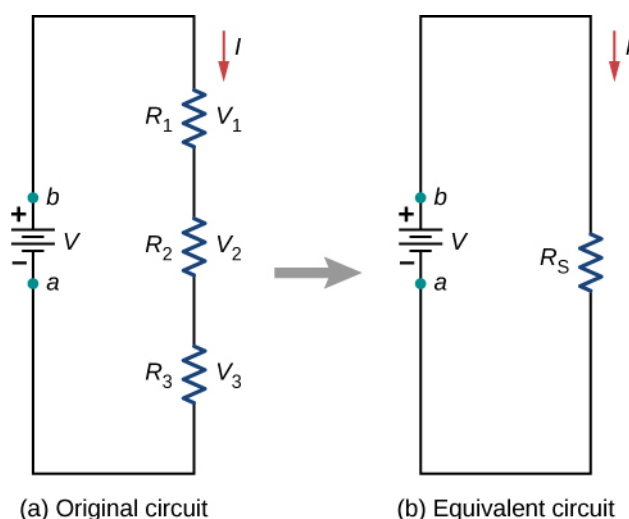 I
R1 V1
b
+
V
−
a
R2 V2
R3 V3
(a) Original circuit
I
b
+
V
−
a
RS
(b) Equivalent circuit